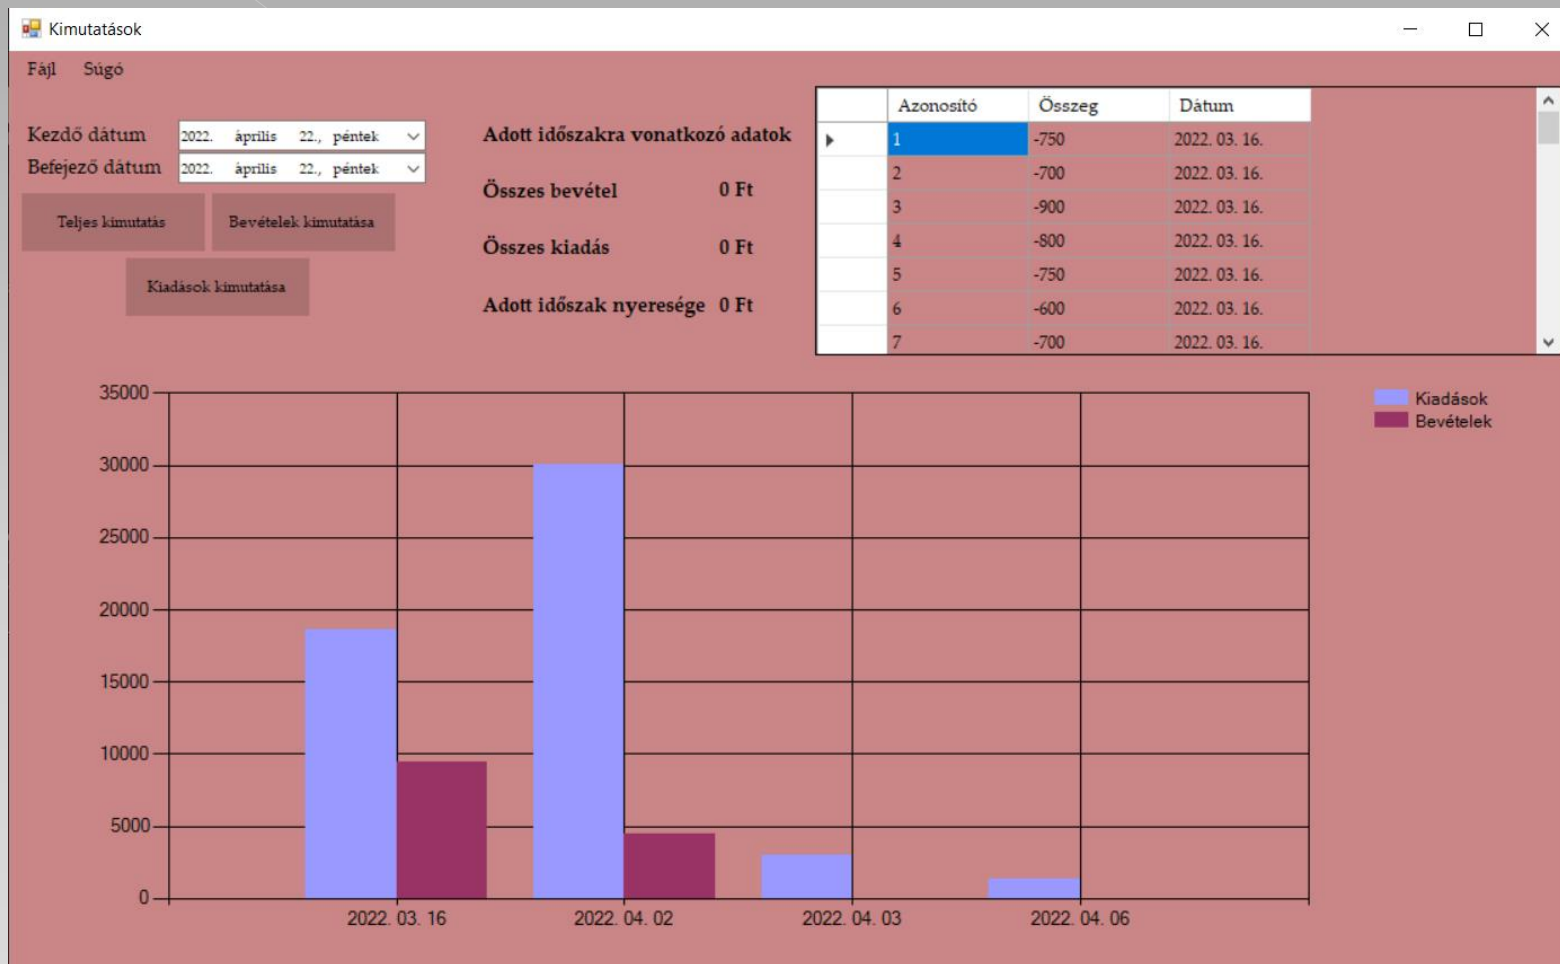 Kimutatások
Fájl Súgó
Kezdő dátum 2022. április 22., péntek
Befejező dátum 2022. április 22., péntek
Teljes kimutatás Bevételek kimutatása
Kiadások kimutatása
Adott időszakra vonatkozó adatok
Összes bevétel 0 Ft
Összes kiadás 0 Ft
Adott időszak nyeresége 0 Ft
Azonosító Összeg Dátum
1 -750 2022. 03. 16.
2 -700 2022. 03. 16.
3 -900 2022. 03. 16.
4 -800 2022. 03. 16.
5 -750 2022. 03. 16.
6 -600 2022. 03. 16.
7 -700 2022. 03. 16.
35000
30000
25000
20000
15000
10000
5000
0
2022. 03. 16 2022. 04. 02 2022. 04. 03 2022. 04. 06
Kiadások
Bevételek